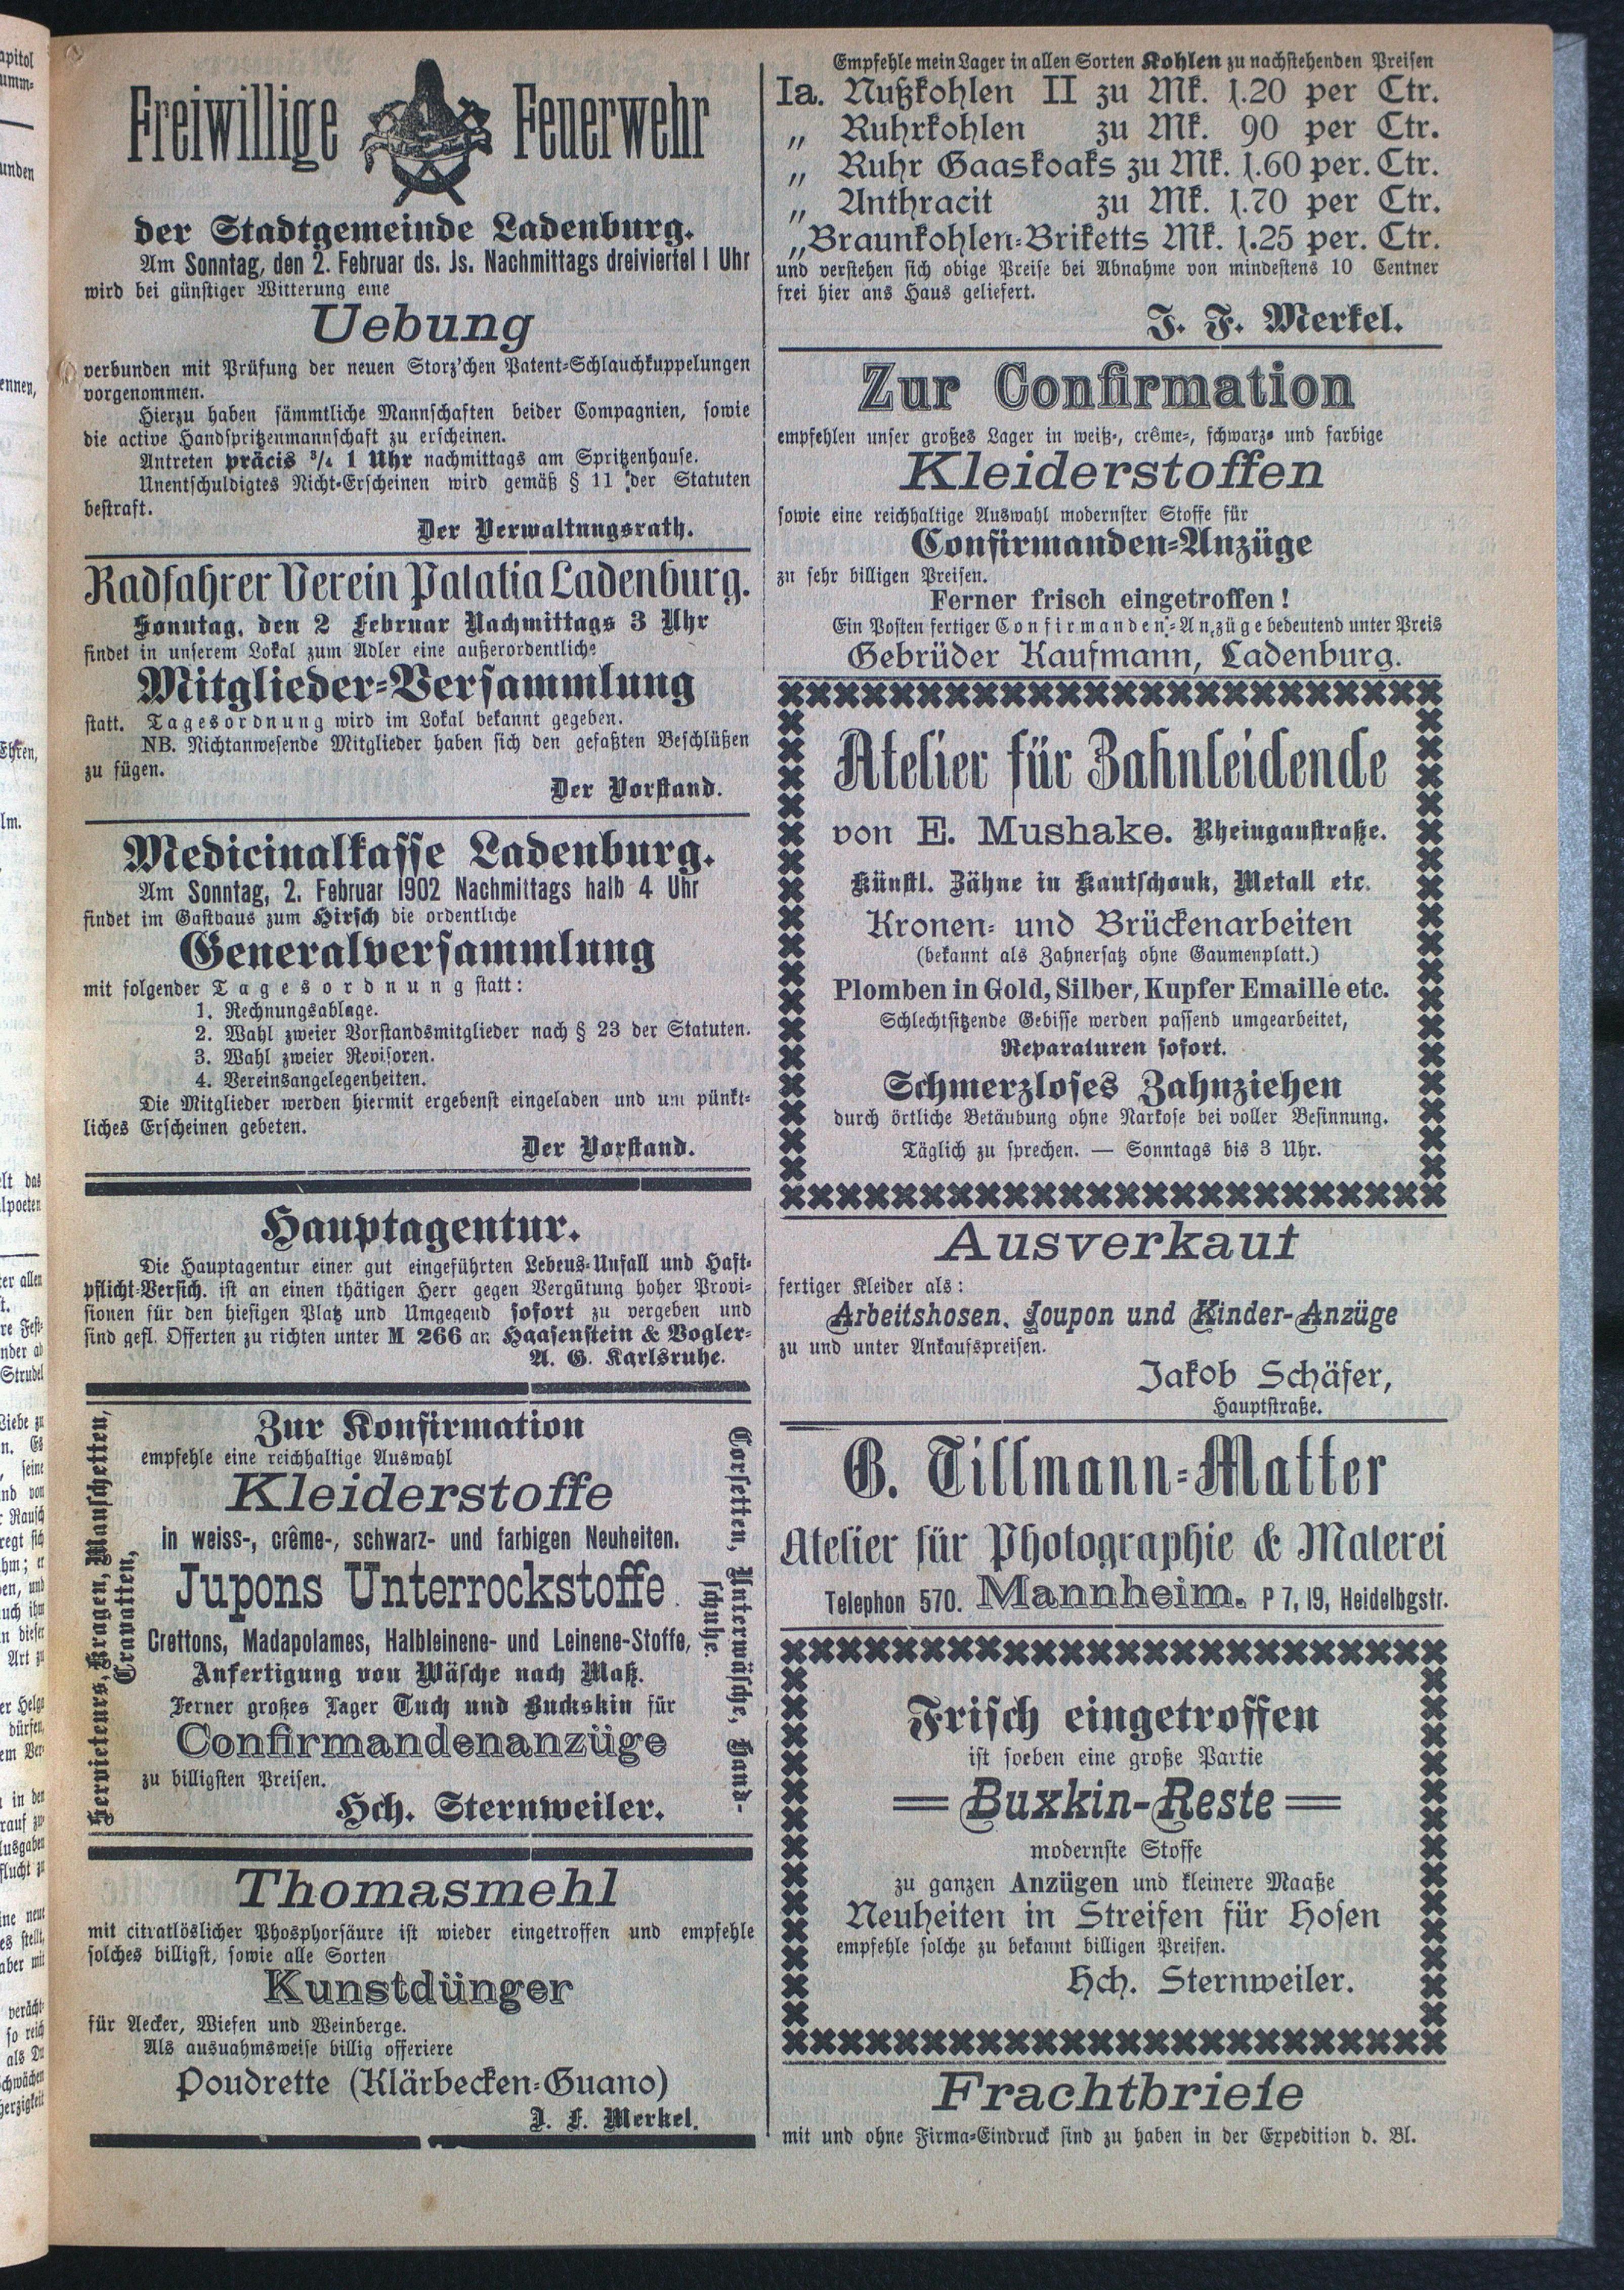 Freiwillige Feuerwehr
der Stadtgemeinde Ladenburg.
Am Sonntag, den 2. Februar ds. Js. Nachmittags dreiviertel 1 Uhr
wird bei günstiger Witterung eine
Uebung
verbunden mit Prüfung der neuen Storz'chen Patent-Schlauchkuppelungen
vorgenommen.
Hierzu haben sämmtliche Mannschaften beider Compagnien, sowie
die active Handspritzenmannschaft zu erscheinen.
Antreten präcis 3/4 1 Uhr nachmittags am Spritzenhause.
Unentschuldigtes Nicht-Erscheinen wird gemäß § 11 der Statuten
bestraft.
Der Verwaltungsrath.
Radfahrer Verein Palatia Ladenburg.
Sonntag, den 2 Februar Nachmittags 3 Uhr
findet in unserem Lokal zum Adler eine außerordentliche
Mitglieder-Versammlung
statt. Tagesordnung wird im Lokal bekannt gegeben.
NB. Nichtanwesende Mitglieder haben sich den gefaßten Beschlüßen
zu fügen.
Der Vorstand.
Medicinalkasse Ladenburg.
Am Sonntag, 2. Februar 1902 Nachmittags halb 4 Uhr
findet im Gasthaus zum Hirsch die ordentliche
Generalversammlung
mit folgender Tagesordnung statt:
1. Rechnungsablage.
2. Wahl zweier Vorstandsmitglieder nach § 23 der Statuten.
3. Wahl zweier Revisoren.
4. Vereinsangelegenheiten.
Die Mitglieder werden hiermit ergebenst eingeladen und um pünkt-
liches Erscheinen gebeten.
Der Vorstand.
Hauptagentur.
Die Hauptagentur einer gut eingeführten Lebens-Unfall und Haft-
pflicht-Versich. ist an einen thätigen Herr gegen Vergütung hoher Provi-
sionen für den hiesigen Platz und Umgegend sofort zu vergeben und
sind gefl. Offerten zu richten unter M 266 an Haasenstein & Vogler-
A. G. Karlsruhe.
Servieteurs, Kragen, Manschetten,
Cravatten,
Zur Konfirmation
empfehle eine reichhaltige Auswahl
Kleiderstoffe
in weiss-, crême-, schwarz- und farbigen Neuheiten.
Jupons Unterrockstoffe.
Crettons, Madapolames, Halbleinene- und Leinene-Stoffe,
Anfertigung von Wäsche nach Maß.
Ferner großes Lager Tuch und Buckskin für
Confirmandenanzüge
zu billigsten Preisen.
Hch. Sternweiler.
Corsetten, Unterwäsche, Hand-
schuhe.
Thomasmehl
mit citratlöslicher Phosphorsäure ist wieder eingetroffen und empfehle
solches billigst, sowie alle Sorten
Kunstdünger
für Aecker, Wiesen und Weinberge.
Als ausnahmsweise billig offeriere
Poudrette (Klärbecken-Guano)
J. F. Merkel.
Empfehle mein Lager in allen Sorten Kohlen zu nachstehenden Preisen
Ia. Nußkohlen II zu Mk. 1.20 per Ctr.
„ Ruhrkohlen zu Mk. 90 per Ctr.
„ Ruhr Gaaskoaks zu Mk. 1.60 per. Ctr.
„ Anthracit zu Mk. 1.70 per Ctr.
„ Braunkohlen-Briketts Mk. 1.25 per. Ctr.
und verstehen sich obige Preise bei Abnahme von mindestens 10 Centner
frei hier ans Haus geliefert.
J. F. Merkel.
Zur Confirmation
empfehlen unser großes Lager in weiß-, crême-, schwarz- und farbige
Kleiderstoffen
sowie eine reichhaltige Auswahl modernster Stoffe für
Confirmanden-Anzüge
zu sehr billigen Preisen.
Ferner frisch eingetroffen!
Ein Posten fertiger Confirmanden-Anzüge bedeutend unter Preis
Gebrüder Kaufmann, Ladenburg.
Atelier für Zahnleidende
von E. Mushake. Rheingaustraße.
Künstl. Zähne in Kautschouk, Metall etc.
Kronen- und Brückenarbeiten
(bekannt als Zahnersatz ohne Gaumenplatt.)
Plomben in Gold, Silber, Kupfer Emaille etc.
Schlechtsitzende Gebisse werden passend umgearbeitet,
Reparaturen sofort.
Schmerzloses Zahnziehen
durch örtliche Betäubung ohne Narkose bei voller Besinnung.
Täglich zu sprechen. — Sonntags bis 3 Uhr.
Ausverkauf
fertiger Kleider als:
Arbeitshosen, Joupon und Kinder-Anzüge
zu und unter Ankaufspreisen.
Jakob Schäfer,
Hauptstraße.
G. Tillmann-Matter
Atelier für Photographie & Malerei
Telephon 570. Mannheim. P 7, 19, Heidelbgstr.
Frisch eingetroffen
ist soeben eine große Partie
Buxkin-Reste
modernste Stoffe
zu ganzen Anzügen und kleinere Maaße
Neuheiten in Streifen für Hosen
empfehle solche zu bekannt billigen Preisen.
Hch. Sternweiler.
Frachtbriefe
mit und ohne Firma-Eindruck sind zu haben in der Expedition d. Bl.